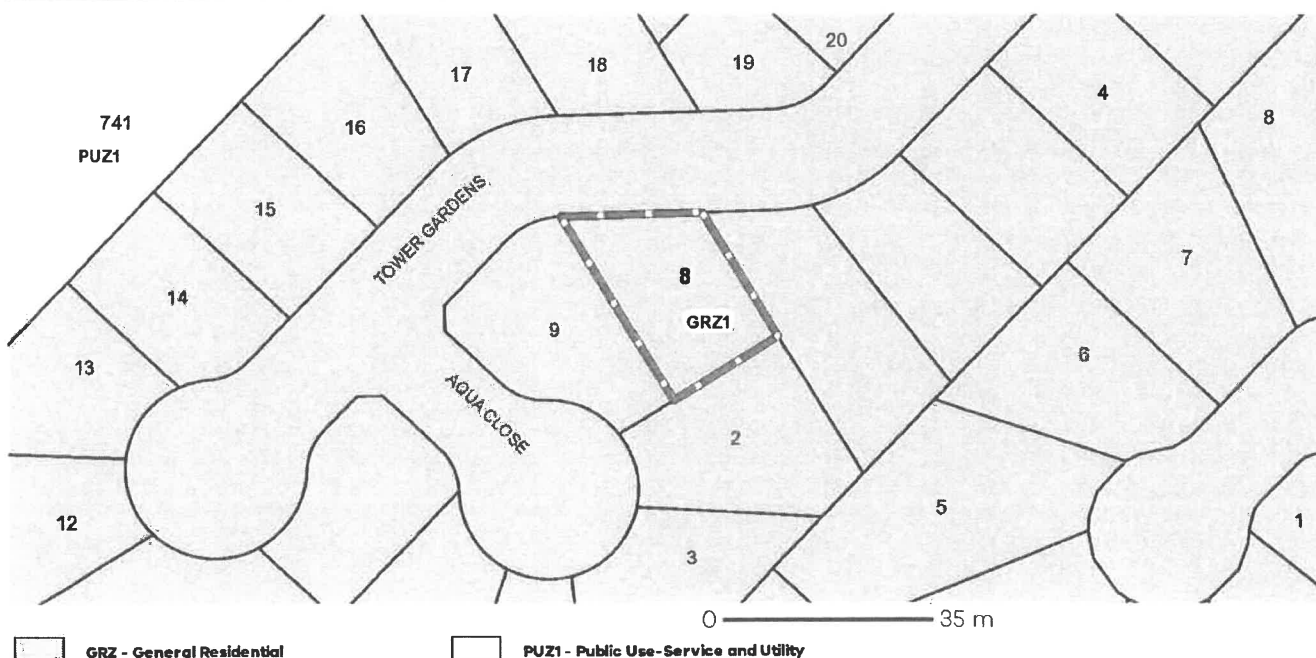 20
19
18
17
4
8
741
16
PUZ1
15
7
TOWER GARDENS
8
14
GRZ1
9
6
13
AQUA CLOSE
2
5
12
1
3
0 35 m
GRZ - General Residential
PUZ1 - Public Use-Service and Utility